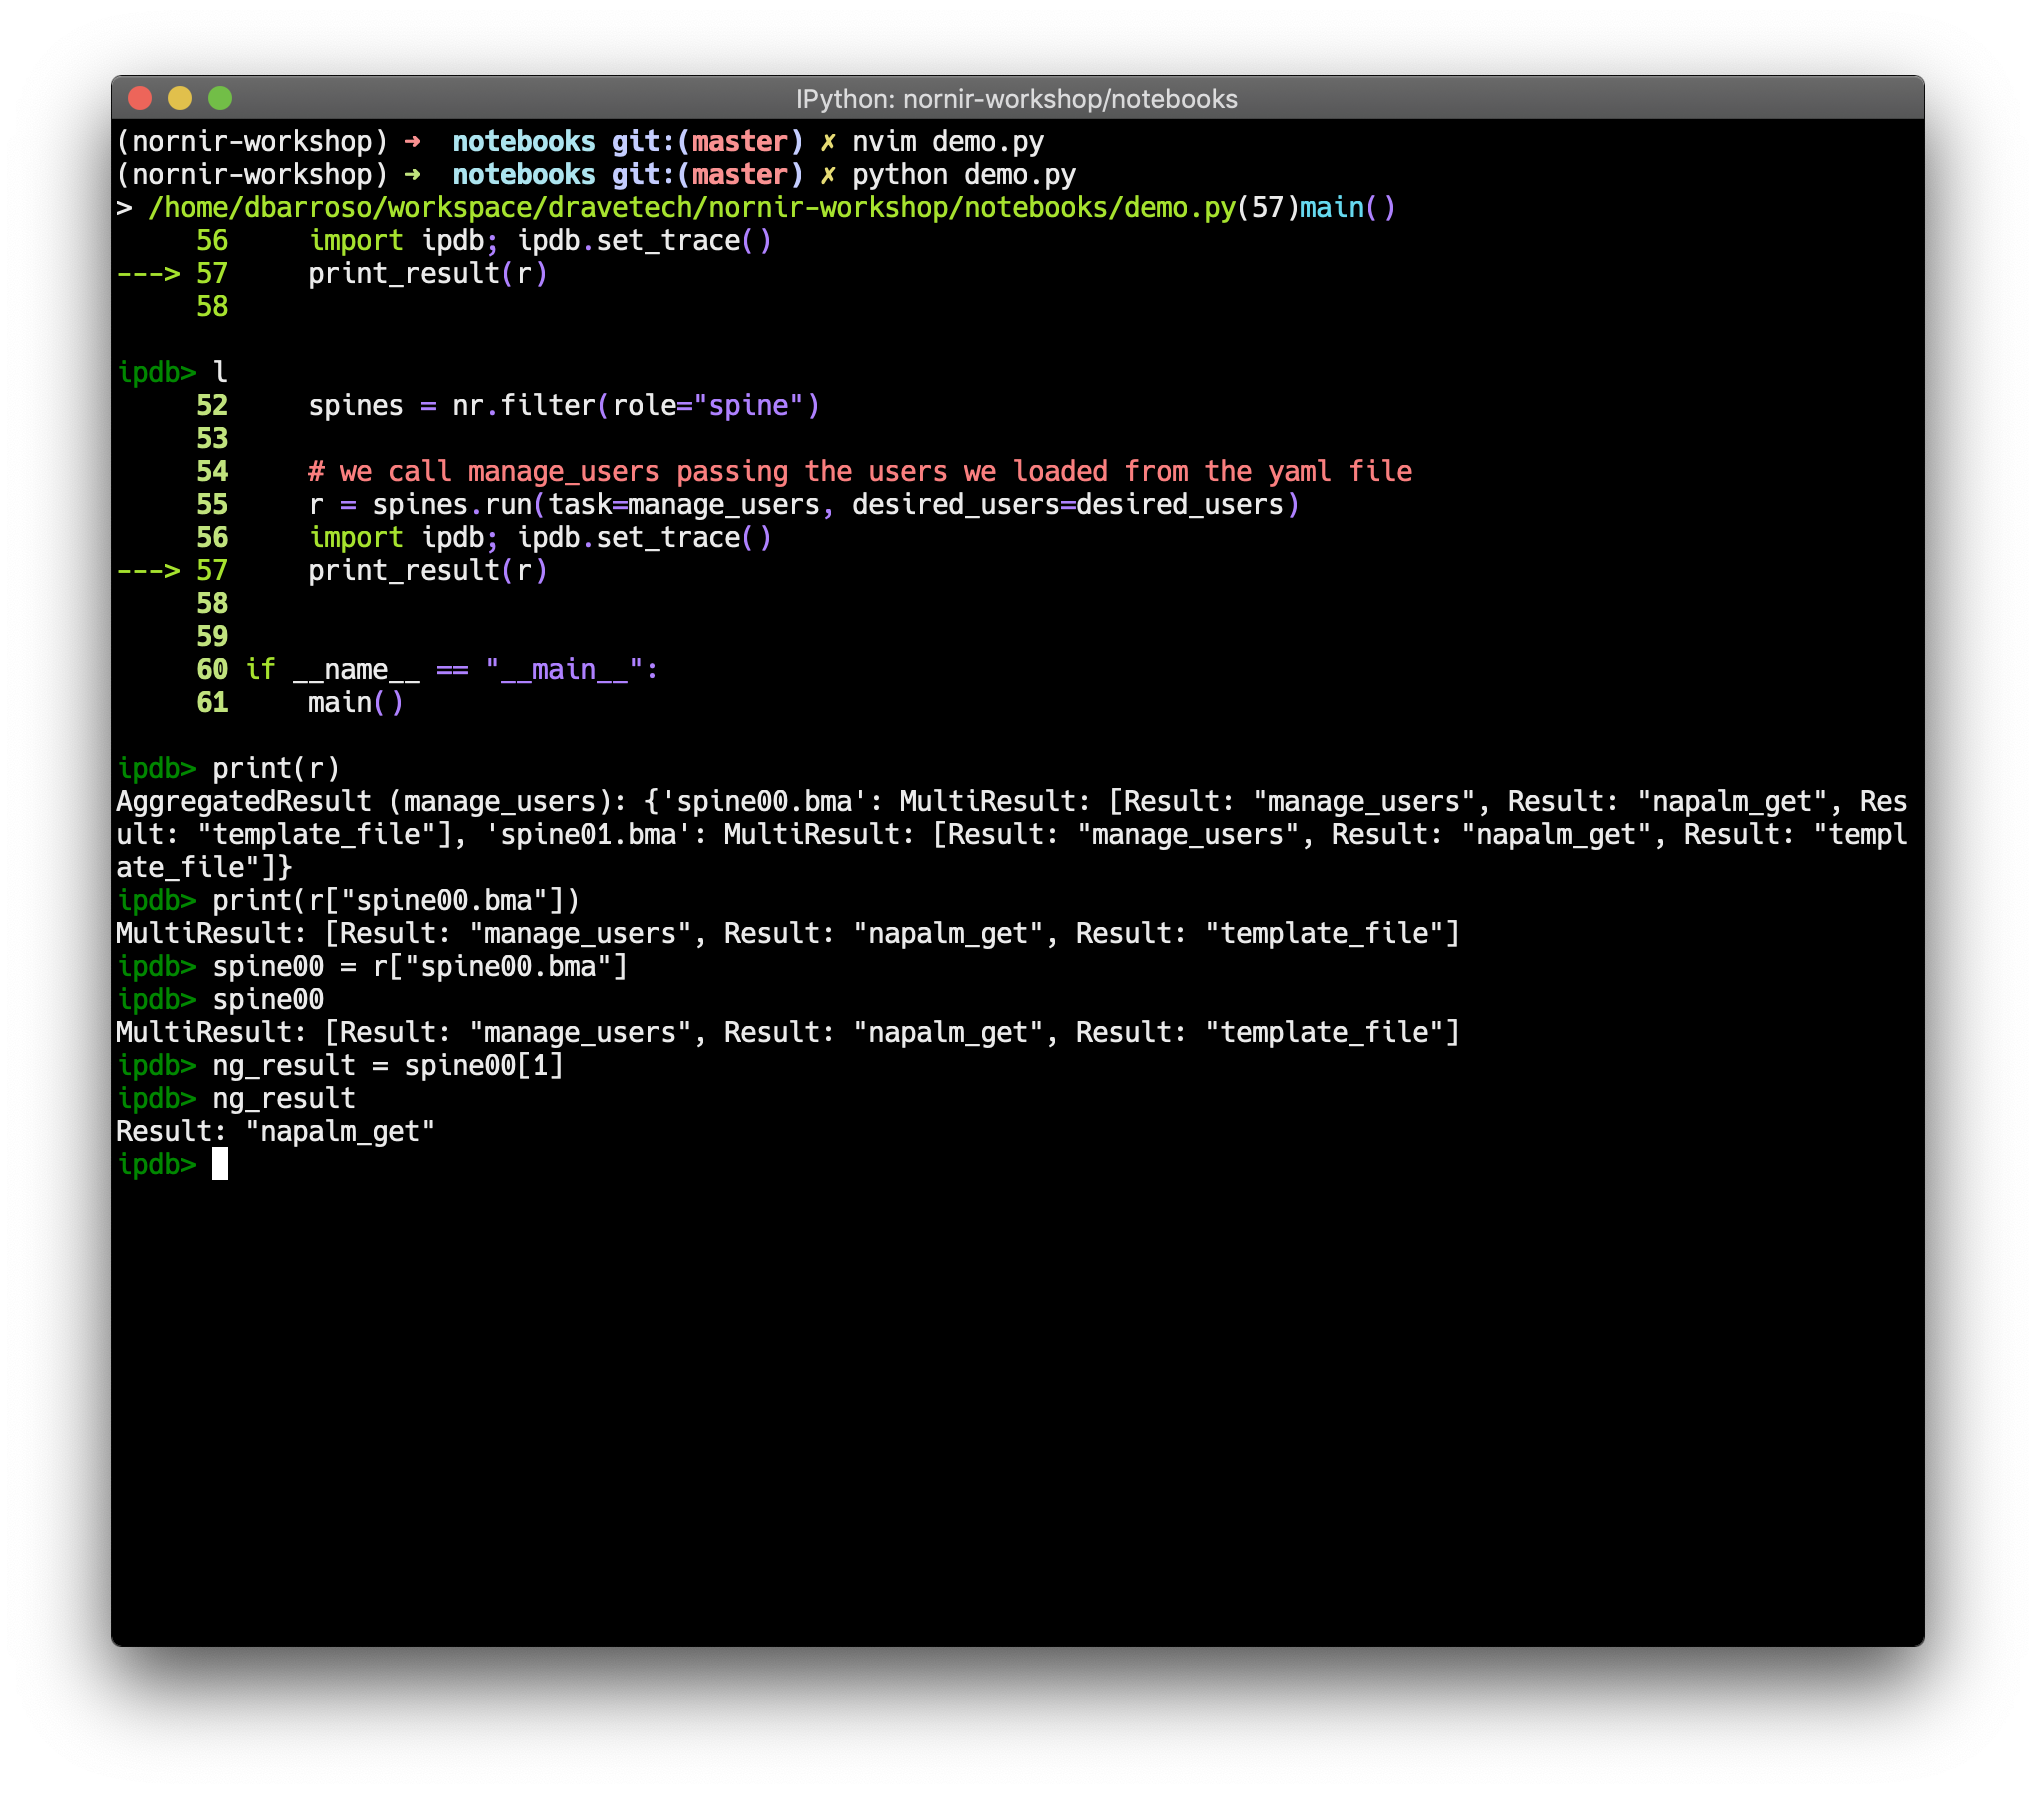 IPython: nornir-workshop/notebooks
(nornir-workshop) ➜  notebooks git:(master) ✗ nvim demo.py
(nornir-workshop) ➜  notebooks git:(master) ✗ python demo.py
> /home/dbarroso/workspace/dravetech/nornir-workshop/notebooks/demo.py(57)main()
     56     import ipdb; ipdb.set_trace()
---> 57     print_result(r)
     58
ipdb> l
     52     spines = nr.filter(role="spine")
     53
     54     # we call manage_users passing the users we loaded from the yaml file
     55     r = spines.run(task=manage_users, desired_users=desired_users)
     56     import ipdb; ipdb.set_trace()
---> 57     print_result(r)
     58
     59
     60 if __name__ == "__main__":
     61     main()
ipdb> print(r)
AggregatedResult (manage_users): {'spine00.bma': MultiResult: [Result: "manage_users", Result: "napalm_get", Res
ult: "template_file"], 'spine01.bma': MultiResult: [Result: "manage_users", Result: "napalm_get", Result: "templ
ate_file"]}
ipdb> print(r["spine00.bma"])
MultiResult: [Result: "manage_users", Result: "napalm_get", Result: "template_file"]
ipdb> spine00 = r["spine00.bma"]
ipdb> spine00
MultiResult: [Result: "manage_users", Result: "napalm_get", Result: "template_file"]
ipdb> ng_result = spine00[1]
ipdb> ng_result
Result: "napalm_get"
ipdb>